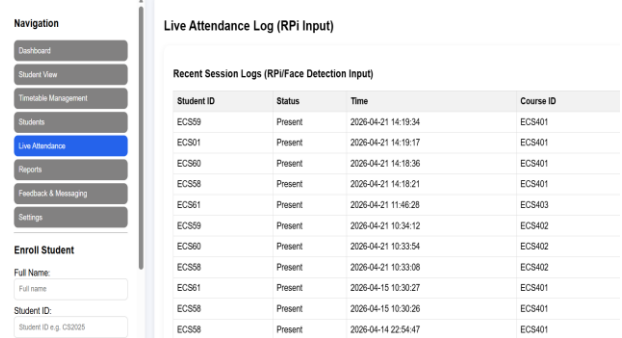 Navigation
Dashboard
Student View
Timetable Management
Students
Live Attendance
Reports
Feedback & Messaging
Settings
Enroll Student
Full Name:
Full name
Student ID:
Student ID e.g. CS2025
Live Attendance Log (RPi Input)
Recent Session Logs (RPi/Face Detection Input)
Student ID Status Time Course ID
ECS59 Present 2026-04-21 14:19:34 ECS401
ECS01 Present 2026-04-21 14:19:17 ECS401
ECS60 Present 2026-04-21 14:18:36 ECS401
ECS58 Present 2026-04-21 14:18:21 ECS401
ECS61 Present 2026-04-21 11:46:28 ECS403
ECS59 Present 2026-04-21 10:34:12 ECS402
ECS60 Present 2026-04-21 10:33:54 ECS402
ECS58 Present 2026-04-21 10:33:08 ECS402
ECS61 Present 2026-04-15 10:30:27 ECS401
ECS58 Present 2026-04-15 10:30:26 ECS401
ECS58 Present 2026-04-14 22:54:47 ECS401